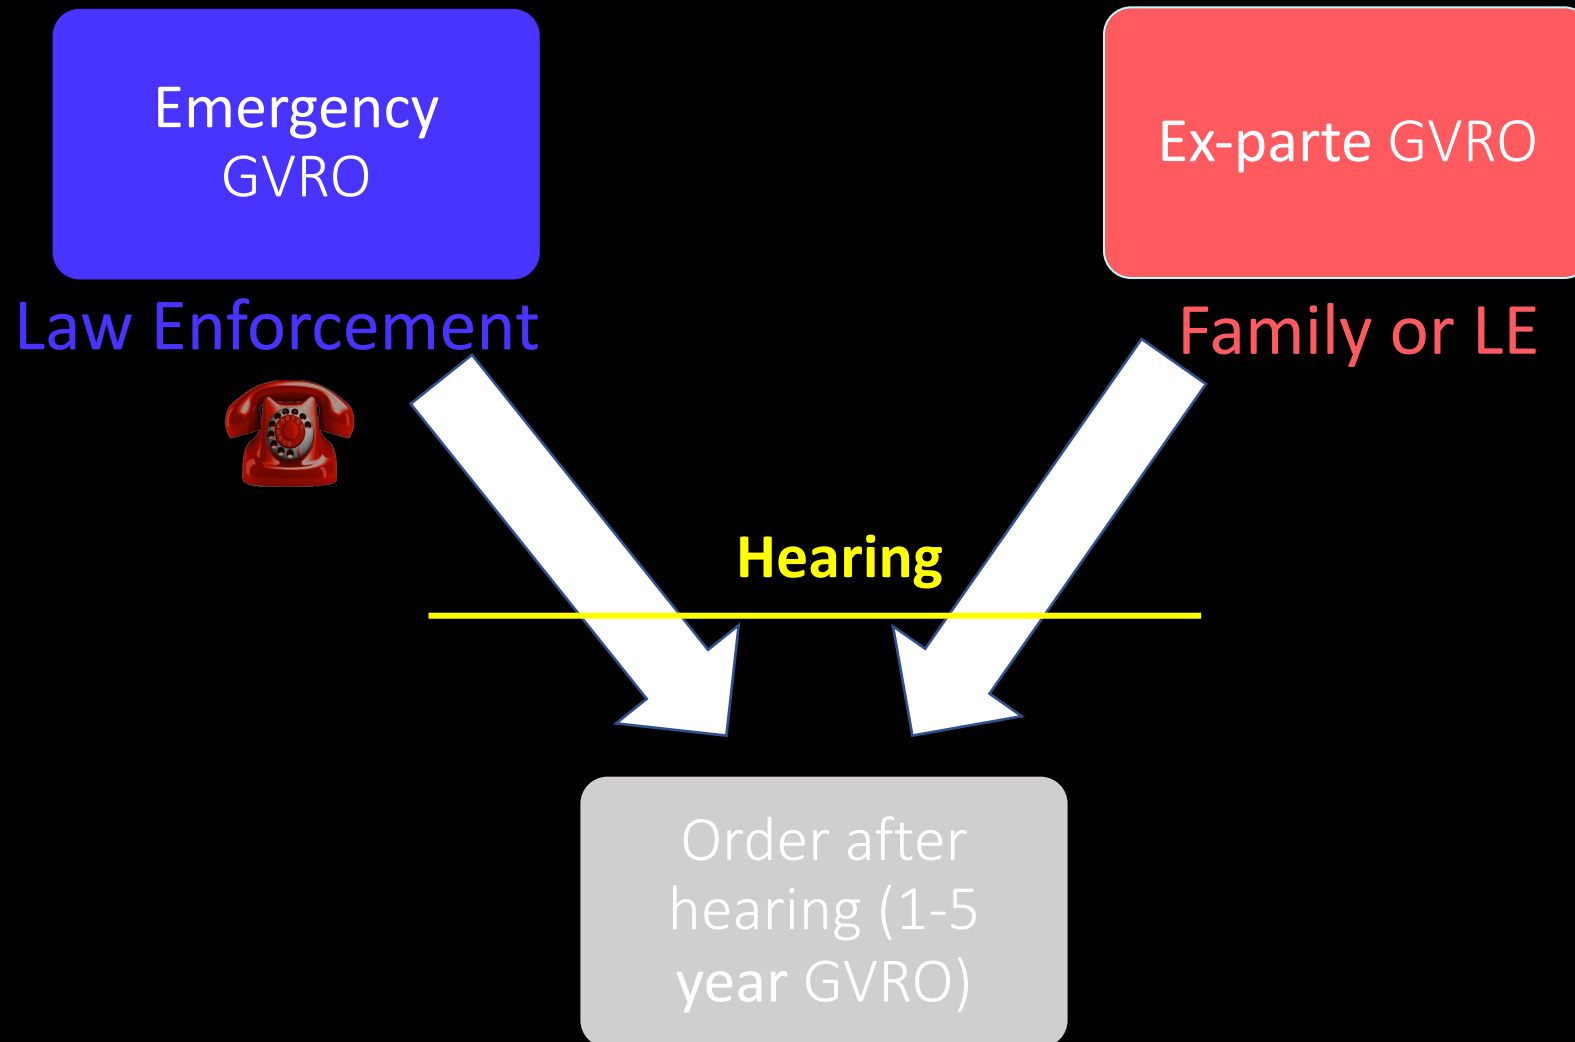 Emergency
GVRO
Ex-parte GVRO
Law Enforcement
Family or LE
Hearing
Order after
hearing (1-5
year GVRO)